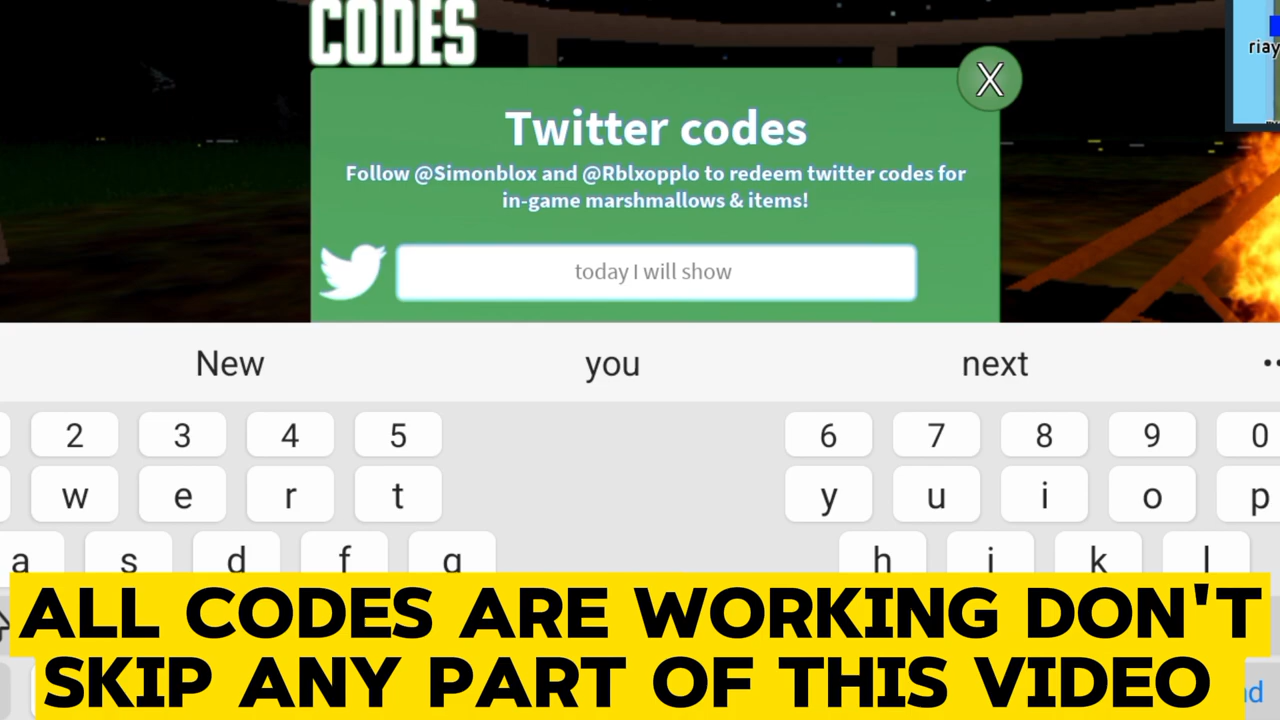 CODES
X
riay
Twitter codes
Follow @Simonblox and @Rblxopplo to redeem twitter codes for
in-game marshmallows & items!
today I will show
New you next
2 3 4 5 6 7 8 9 0
w e r t y u i o p
a s d f g h j k l
ALL CODES ARE WORKING DON'T
SKIP ANY PART OF THIS VIDEO